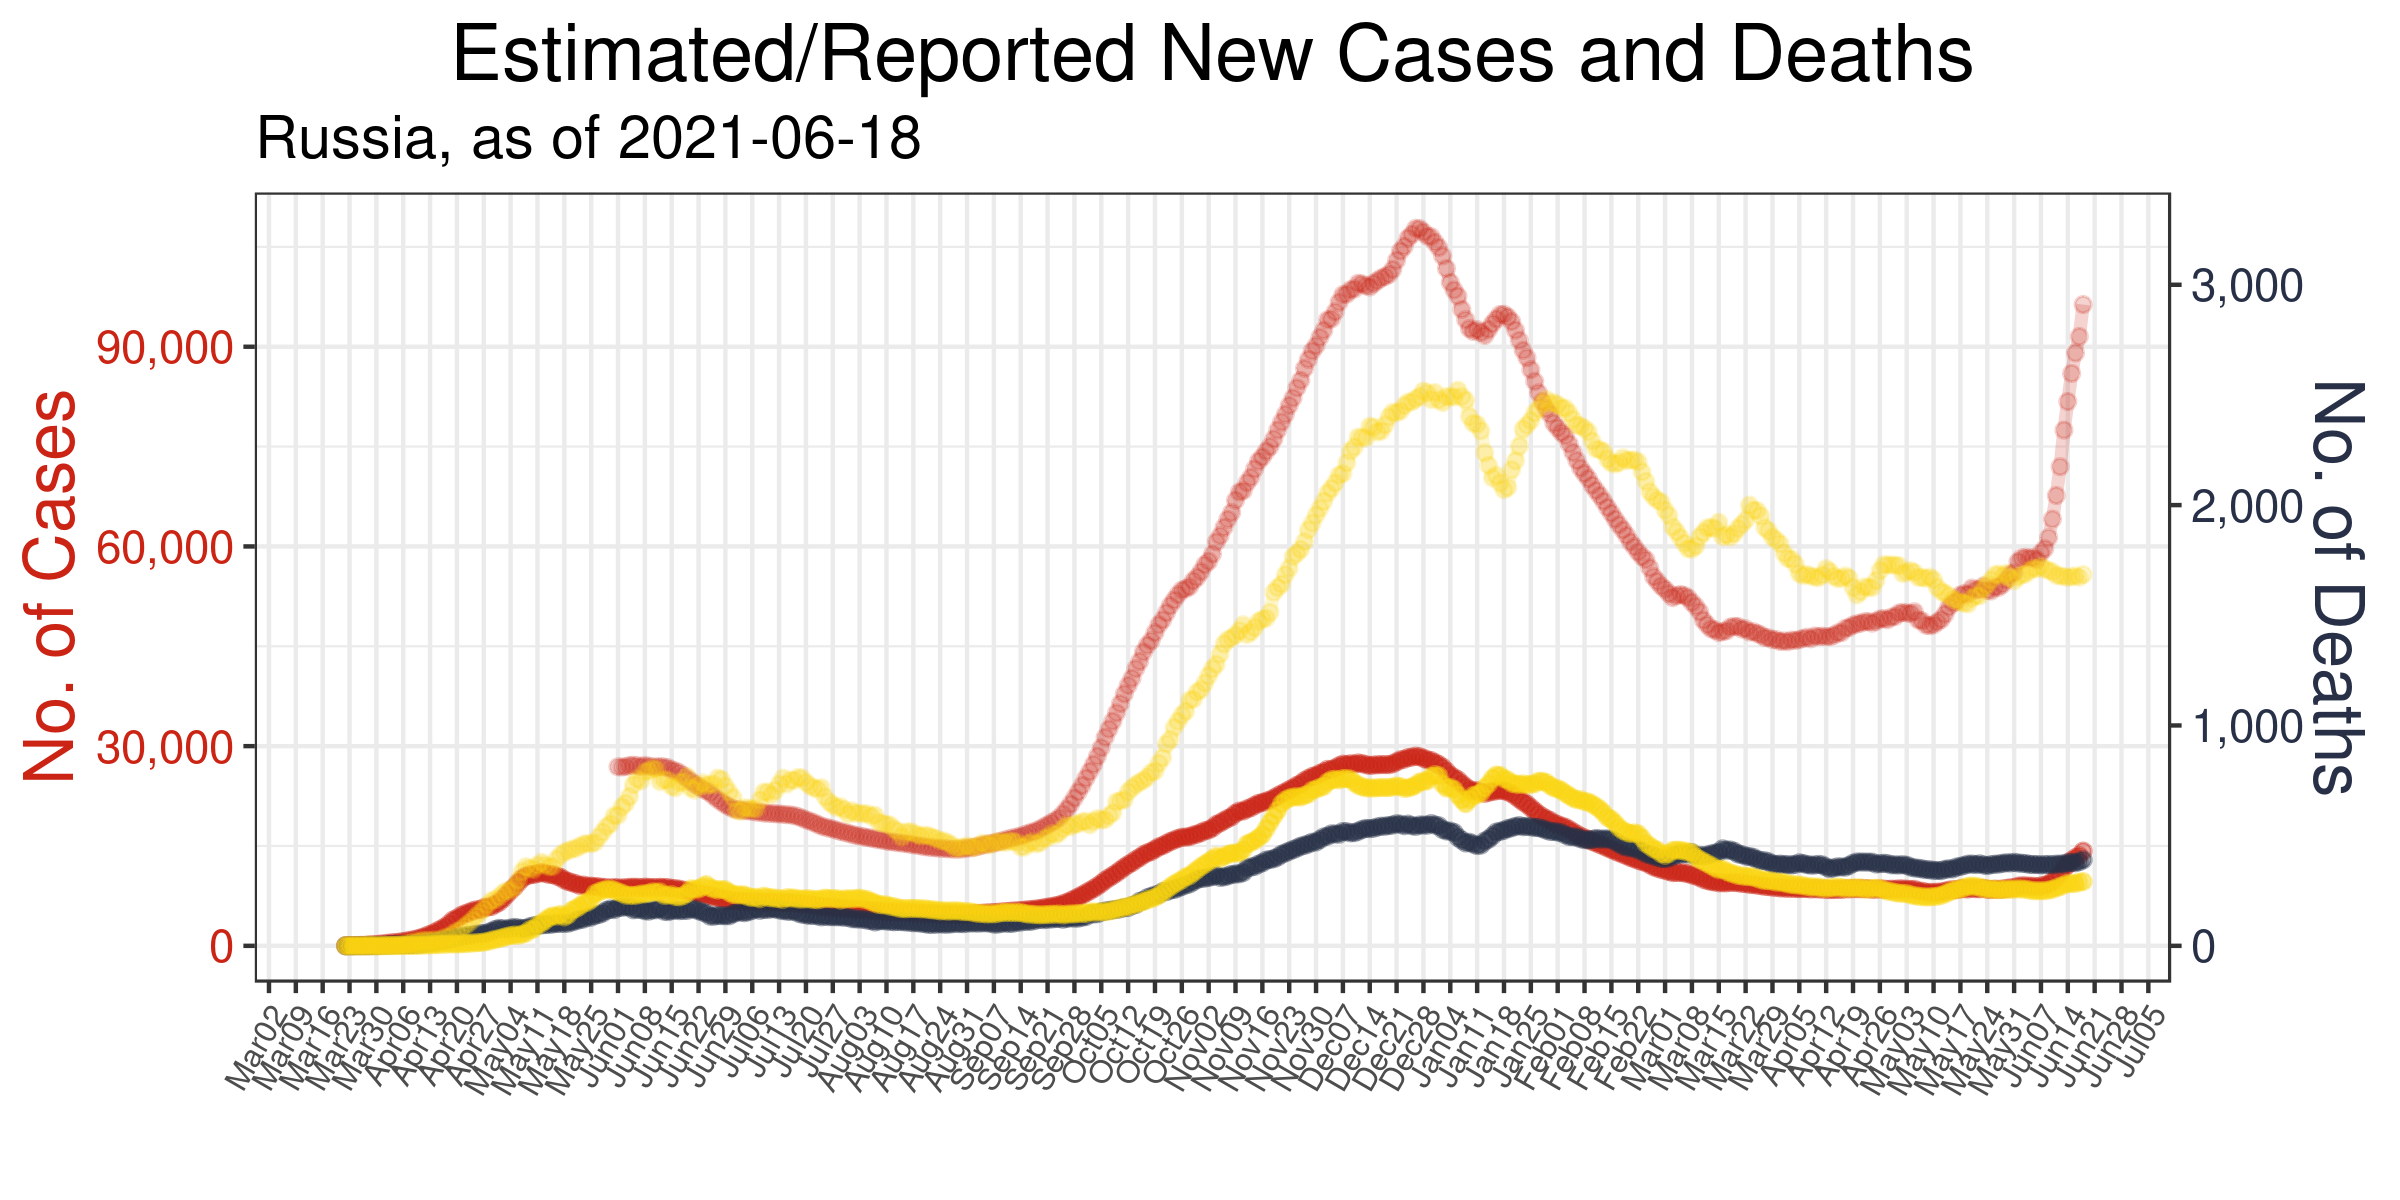 Estimated/Reported New Cases and Deaths
Russia, as of 2021-06-18
No. of Cases
90,000
60,000
30,000
0
3,000
2,000
1,000
0
No. of Deaths
Mar02
Mar09
Mar16
Mar23
Mar30
Apr06
Apr13
Apr20
Apr27
May04
May11
May18
May25
Jun01
Jun08
Jun15
Jun22
Jun29
Jul06
Jul13
Jul20
Jul27
Aug03
Aug10
Aug17
Aug24
Aug31
Sep07
Sep14
Sep21
Sep28
Oct05
Oct12
Oct19
Oct26
Nov02
Nov09
Nov16
Nov23
Nov30
Dec07
Dec14
Dec21
Dec28
Jan04
Jan11
Jan18
Jan25
Feb01
Feb08
Feb15
Feb22
Mar01
Mar08
Mar15
Mar22
Mar29
Apr05
Apr12
Apr19
Apr26
May03
May10
May17
May24
May31
Jun07
Jun14
Jun21
Jun28
Jul05